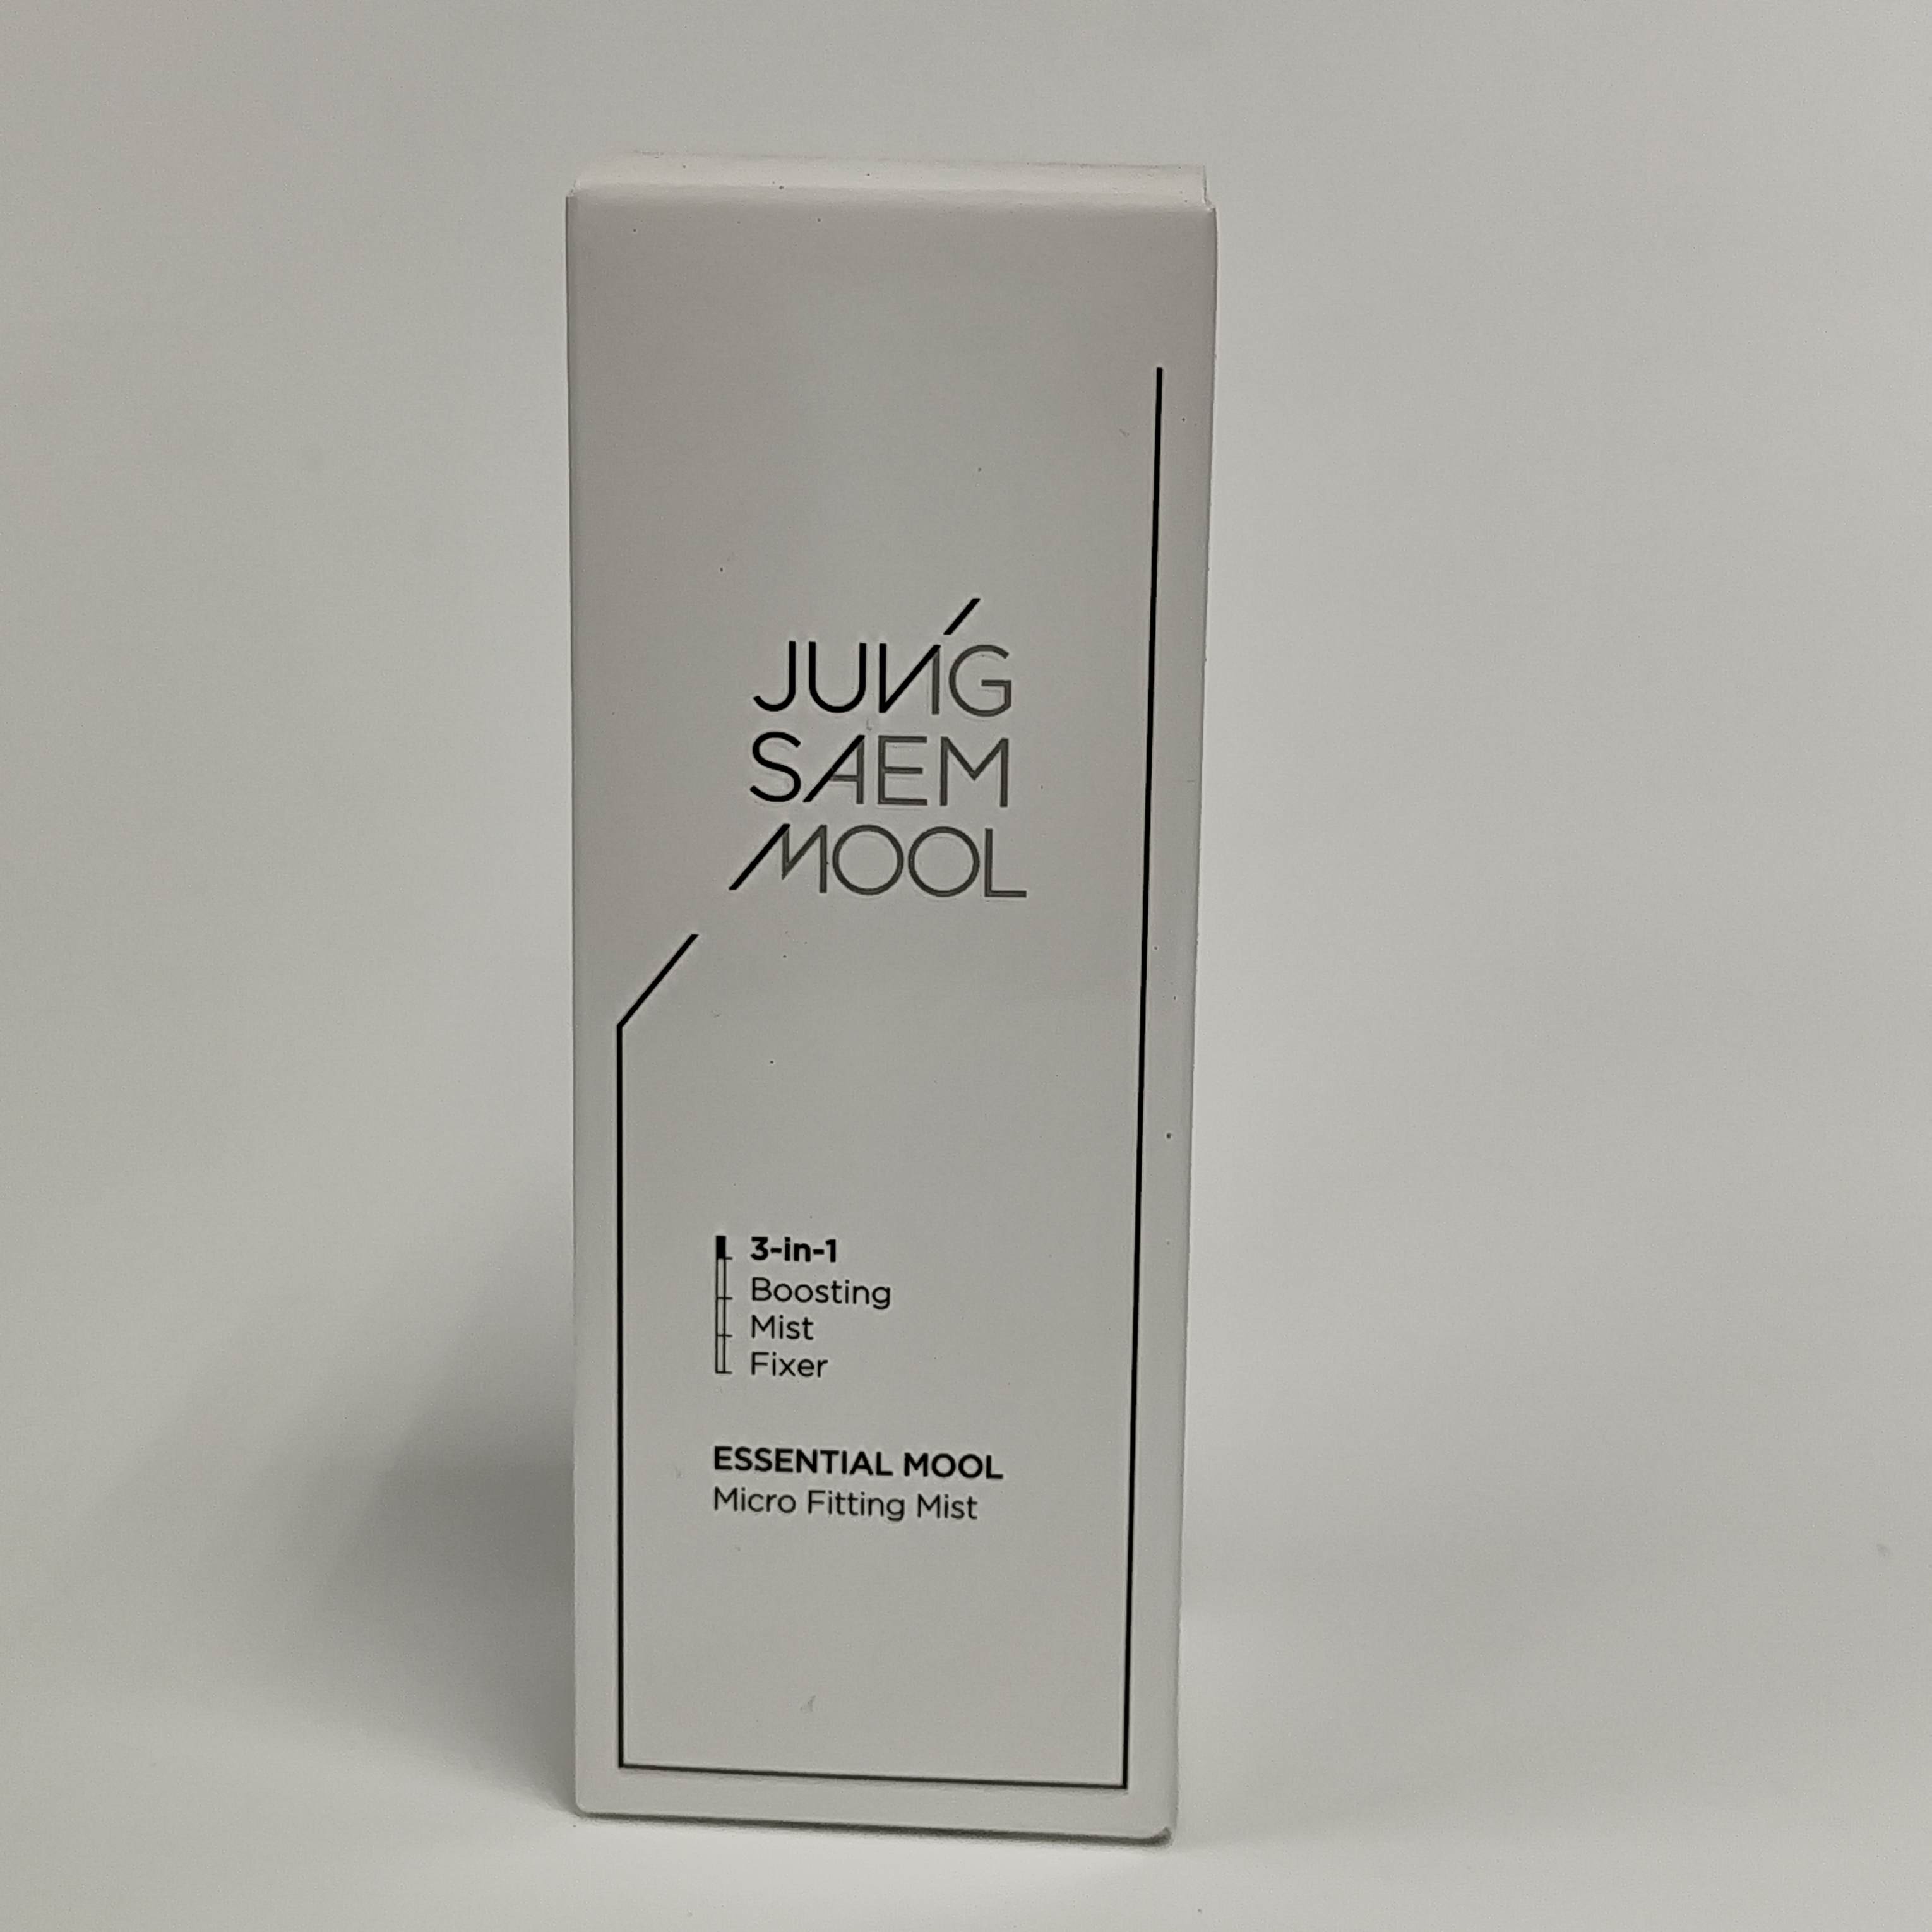 JUNG
SAEM
MOOL
3-in-1
Boosting
Mist
Fixer
ESSENTIAL MOOL
Micro Fitting Mist